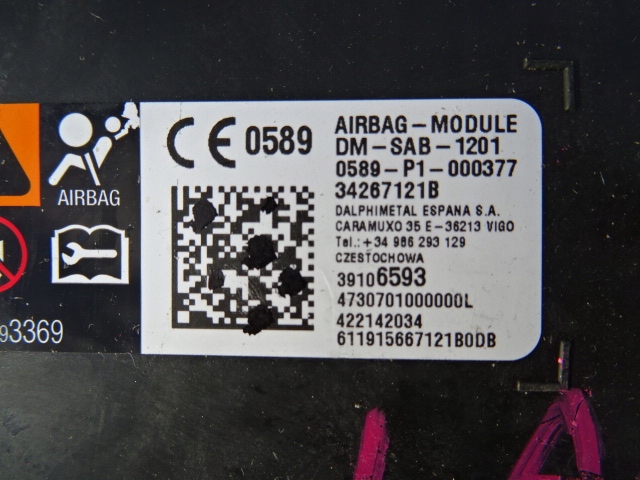 CE 0589
AIRBAG-MODULE
DM-SAB-1201
0589-P1-000377
34267121B
DALPHIMETAL ESPANA S.A.
CARAMUXO 35 E-36213 VIGO
Tel.: +34 986 293 129
CZESTOCHOWA
39106593
4730701000000L
422142034
611915667121B0DB
AIRBAG
93369